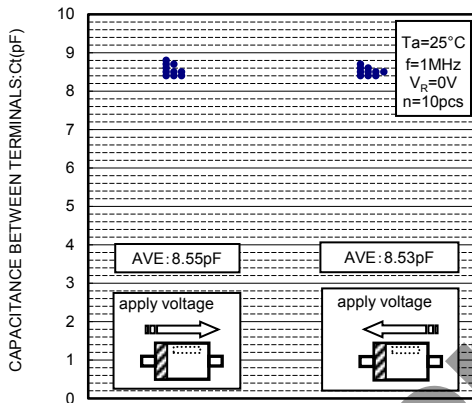 CAPACITANCE BETWEEN TERMINALS:Ct(pF)
10
9
8
7
6
5
4
3
2
1
0
Ta=25°C
f=1MHz
VR=0V
n=10pcs
AVE:8.55pF
AVE:8.53pF
apply voltage
apply voltage